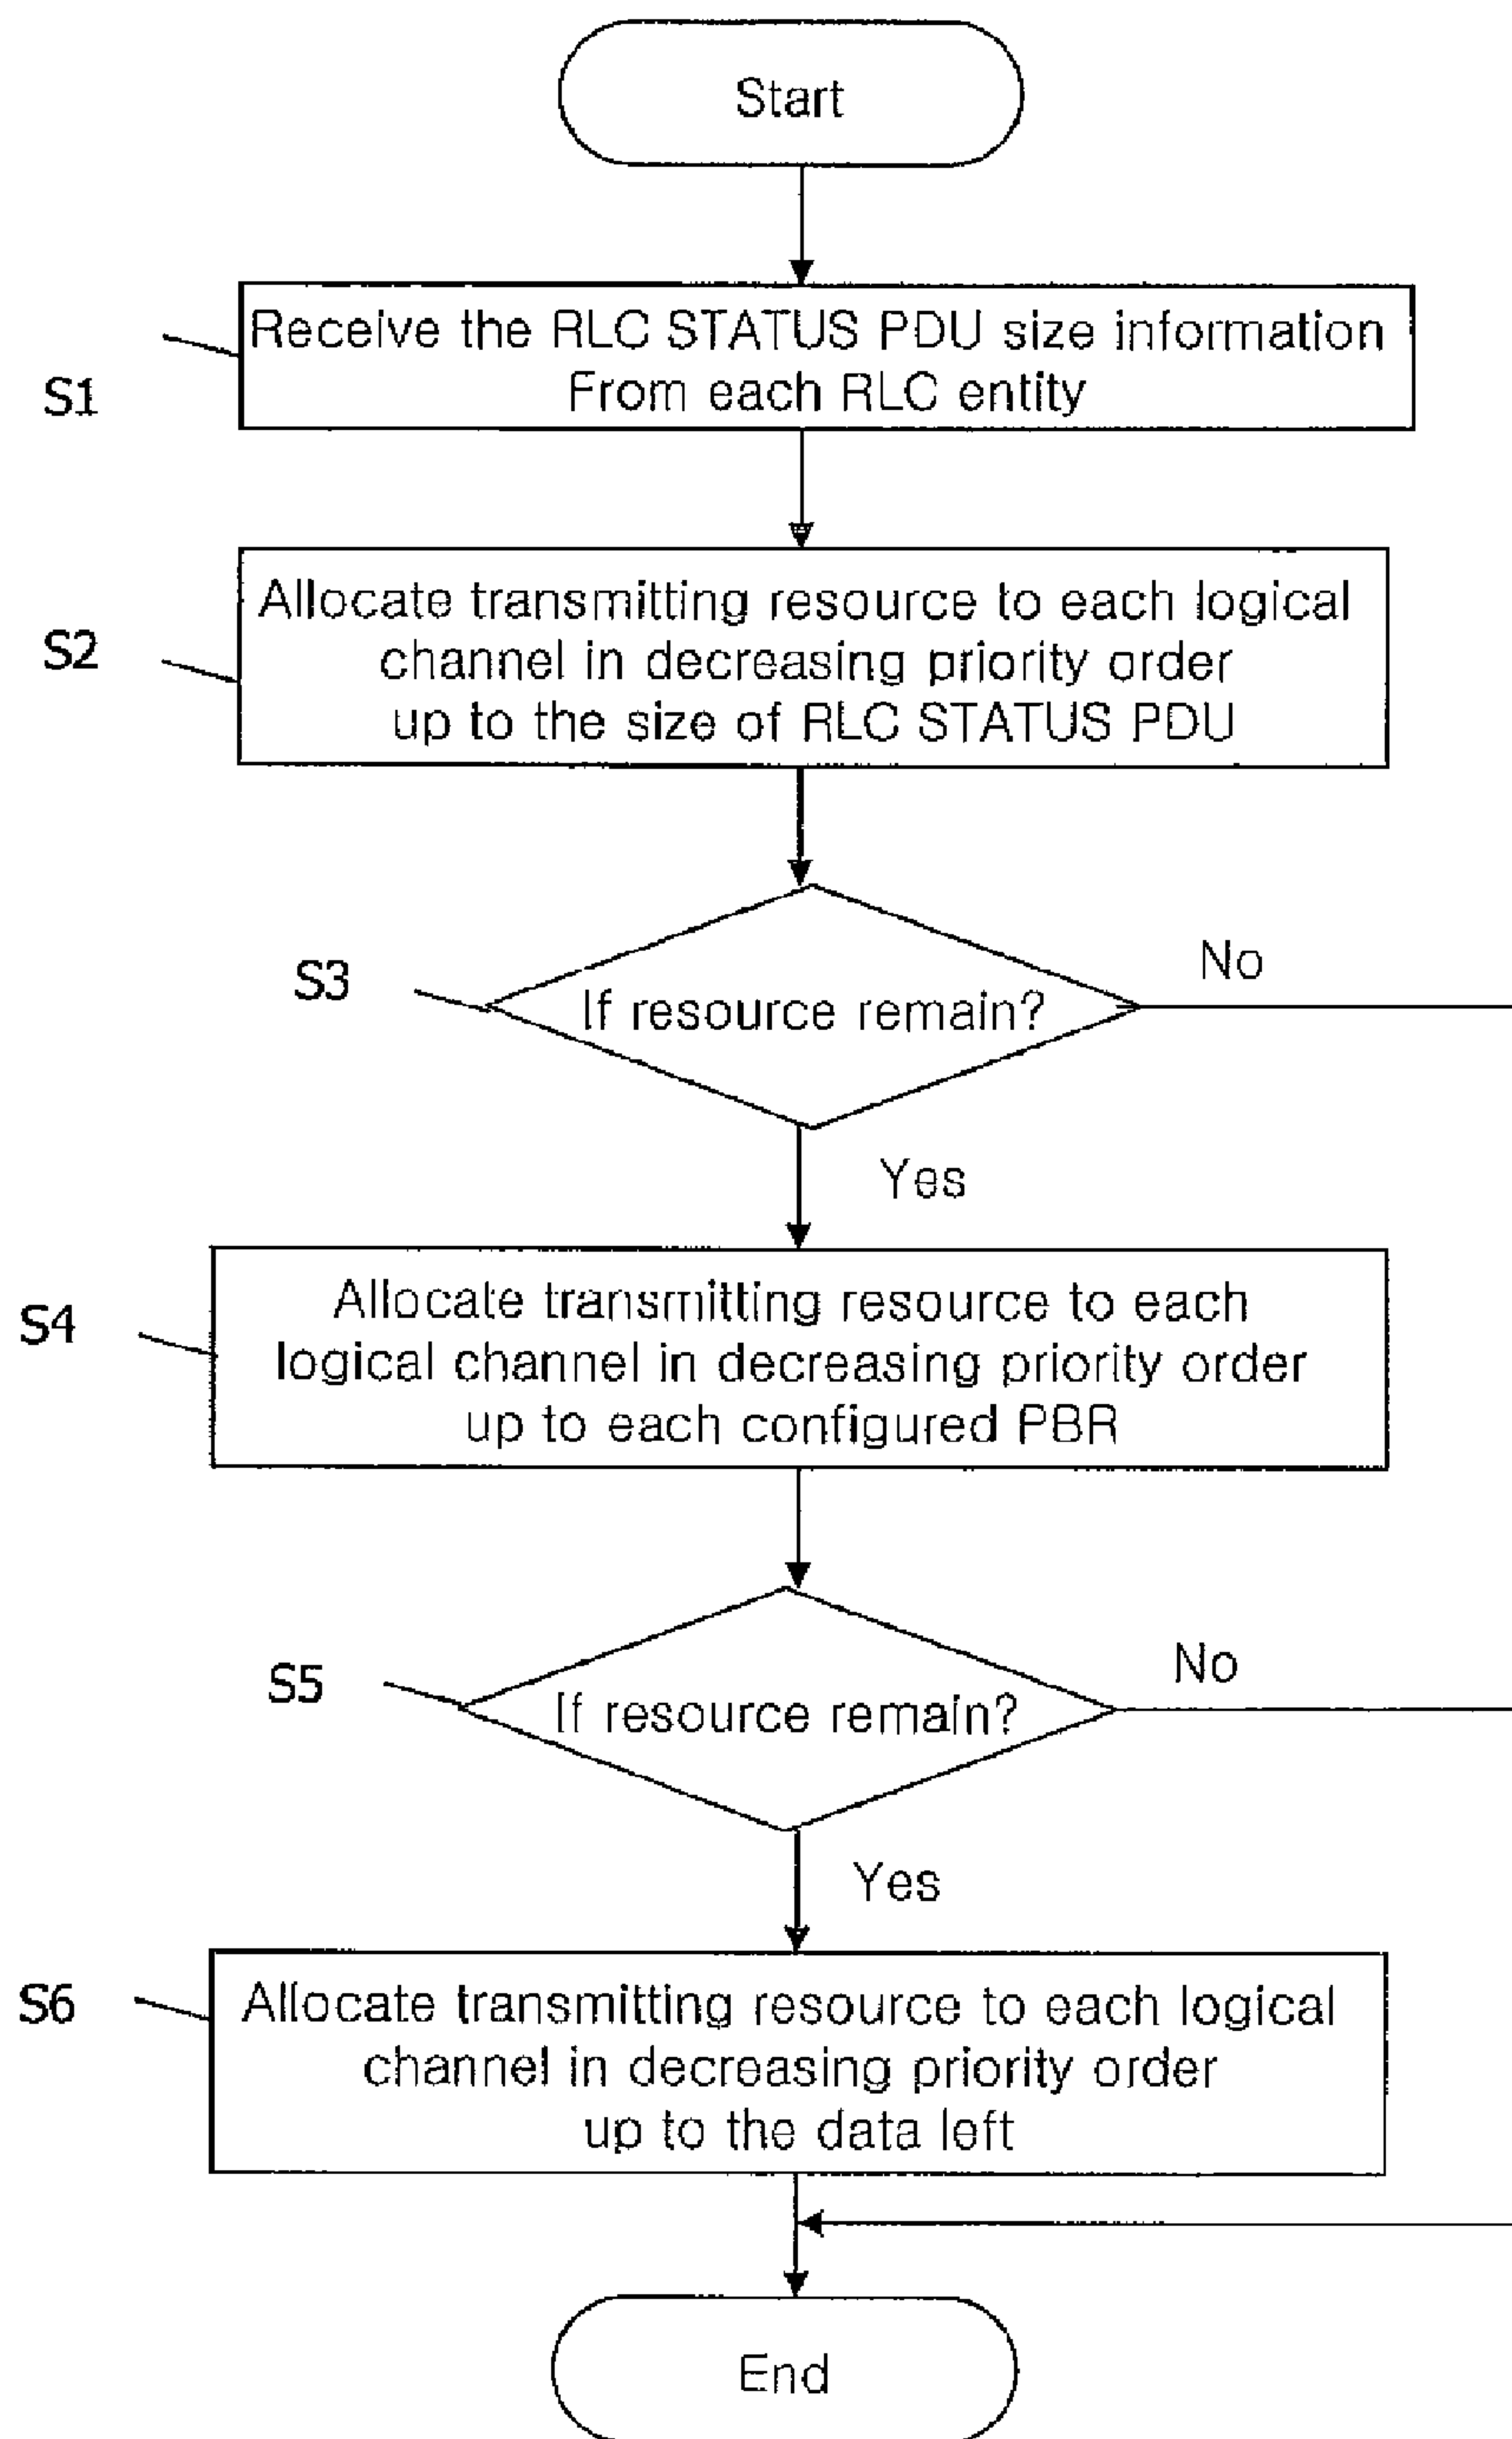 Start
Receive the RLC STATUS PDU size information
From each RLC entity
S1
Allocate transmitting resource to each logical
channel in decreasing priority order
up to the size of RLC STATUS PDU
S2
If resource remain?
S3
No
Yes
Allocate transmitting resource to each
logical channel in decreasing priority order
up to each configured PBR
S4
If resource remain?
S5
No
Yes
Allocate transmitting resource to each logical
channel in decreasing priority order
up to the data left
S6
End